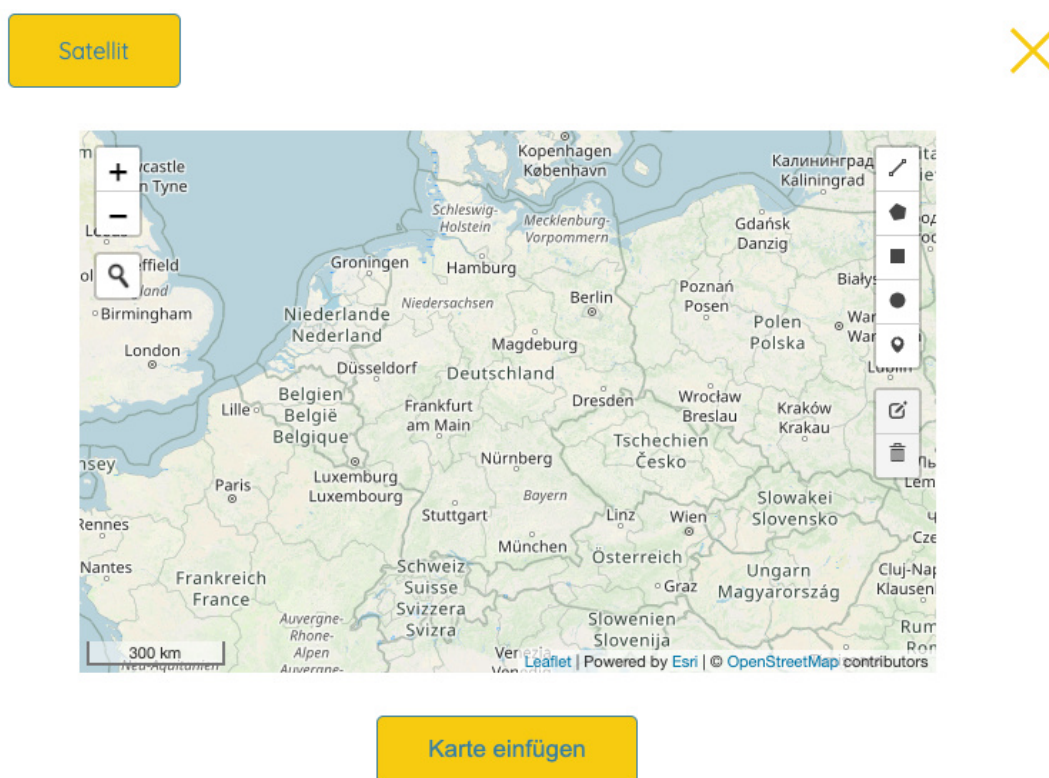 Satellit
+
−
Kopenhagen
København
Калининград
Kaliningrad
Schleswig-
Holstein
Mecklenburg-
Vorpommern
Gdańsk
Danzig
Groningen
Hamburg
Birmingham
Niederlande
Nederland
Niedersachsen
Berlin
Poznań
Posen
Polen
Polska
London
Magdeburg
Düsseldorf
Deutschland
Lublin
Belgien
België
Belgique
Lille
Frankfurt
am Main
Dresden
Wrocław
Breslau
Kraków
Krakau
Tschechien
Česko
Nürnberg
Paris
Luxemburg
Luxembourg
Bayern
Slowakei
Slovensko
Rennes
Stuttgart
Linz
Wien
München
Österreich
Nantes
Frankreich
France
Schweiz
Suisse
Svizzera
Svizra
Graz
Ungarn
Magyarország
Auvergne-
Rhone-
Alpen
Auvergne-
Slowenien
Slovenija
300 km
Leaflet | Powered by Esri | © OpenStreetMap contributors
Karte einfügen